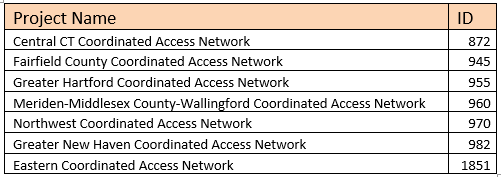 Project Name ID
Central CT Coordinated Access Network 872
Fairfield County Coordinated Access Network 945
Greater Hartford Coordinated Access Network 955
Meriden-Middlesex County-Wallingford Coordinated Access Network 960
Northwest Coordinated Access Network 970
Greater New Haven Coordinated Access Network 982
Eastern Coordinated Access Network 1851